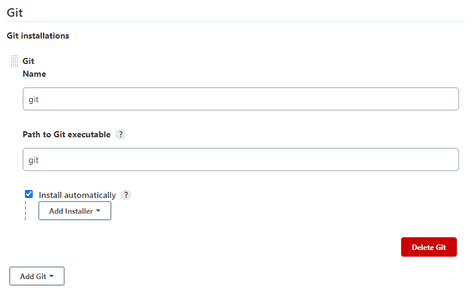 Git
Git installations
Git
Name
git
Path to Git executable ?
git
Install automatically ?
Add Installer
Delete Git
Add Git